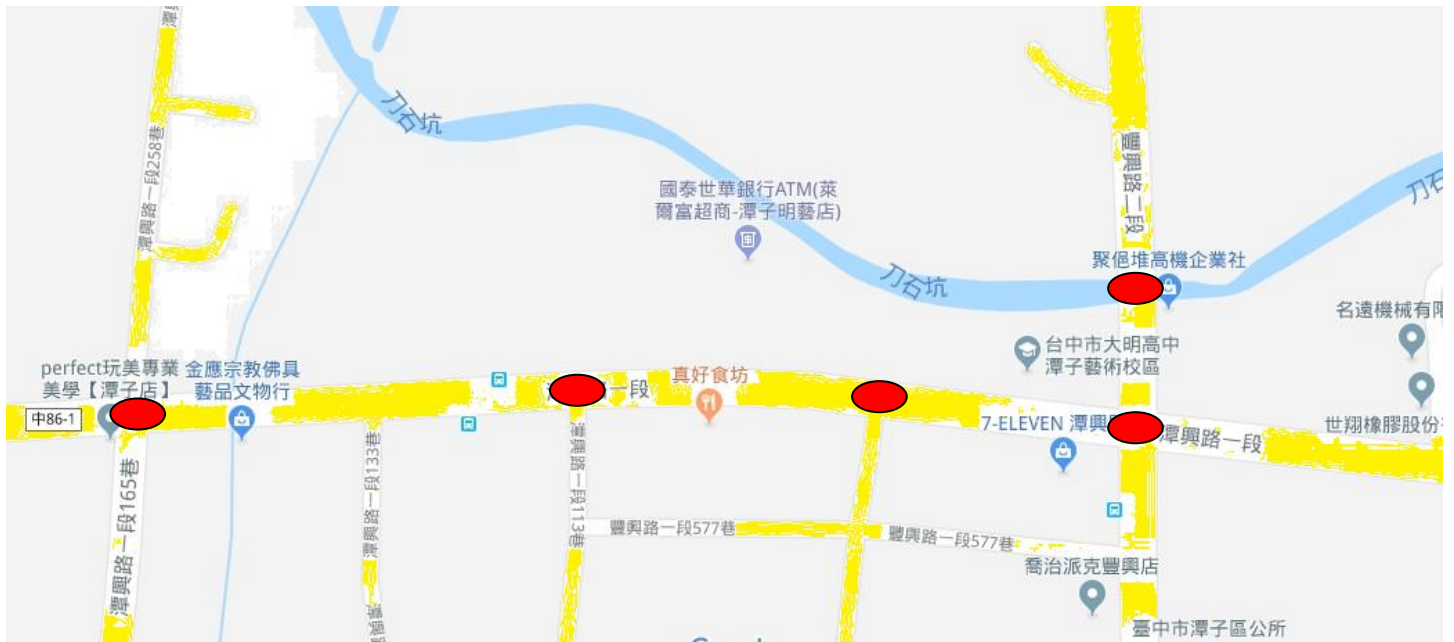 潭興路一段258巷
刀石坑
國泰世華銀行ATM(萊
爾富超商-潭子明藝店)
豐興路二段
刀石坑
聚俋堆高機企業社
名遠機械有限
台中市大明高中
潭子藝術校區
perfect玩美專業
美學【潭子店】
金應宗教佛具
藝品文物行
一段
真好食坊
中86-1
7-ELEVEN 潭興
潭興路一段
世翔橡膠股份有
潭興路一段165巷
潭興路一段133巷
潭興路一段113巷
豐興路一段577巷
豐興路一段577巷
喬治派克豐興店
臺中市潭子區公所